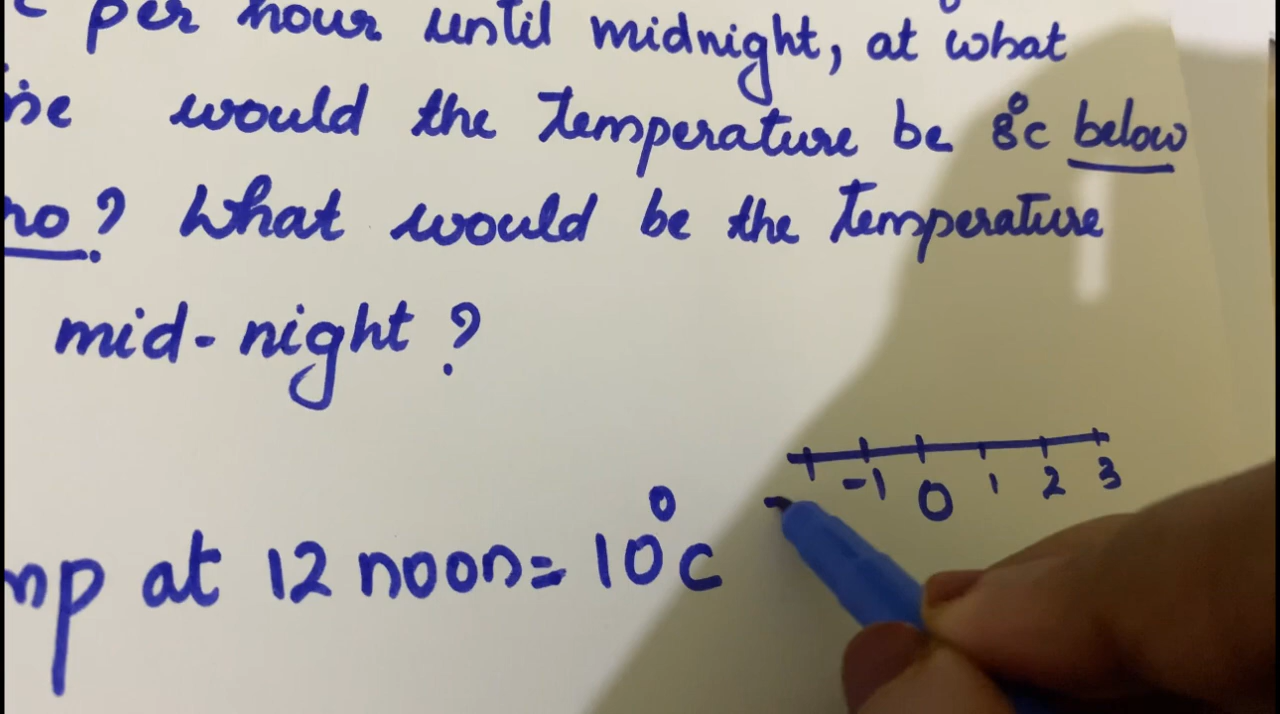 per hour until midnight, at what
would the temperature be 8°c below
? What would be the temperature
mid-night ?
-1 0 1 2 3
at 12 noon = 10°c